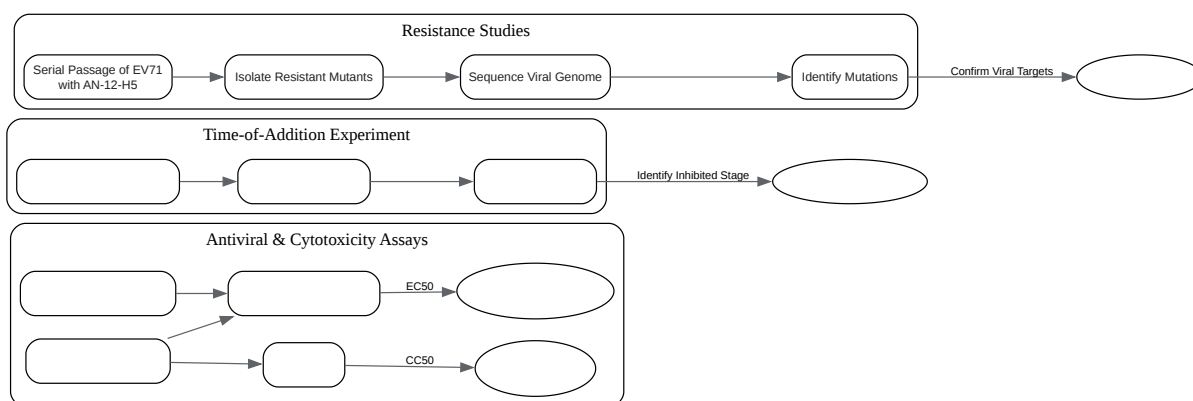 Resistance Studies
Serial Passage of EV71
with AN-12-H5
Isolate Resistant Mutants
Sequence Viral Genome
Identify Mutations
Confirm Viral Targets
Time-of-Addition Experiment
Identify Inhibited Stage
Antiviral & Cytotoxicity Assays
EC50
CC50